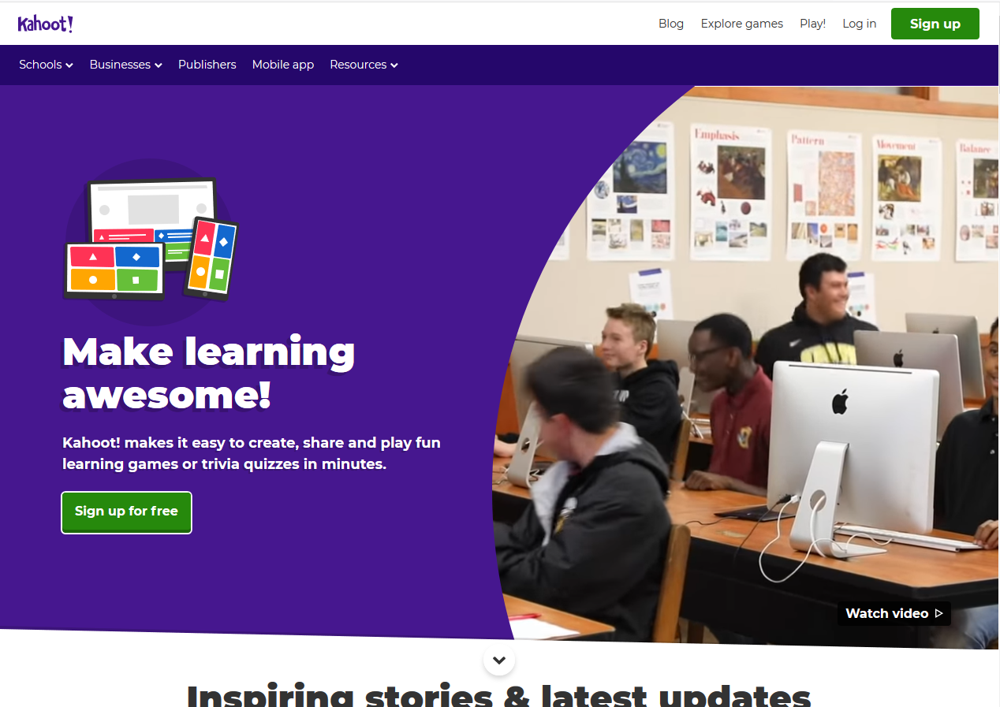 Kahoot!
Blog Explore games Play! Log in Sign up
Schools Businesses Publishers Mobile app Resources
Emphasis
Pattern
Movement
Balance
Make learning
awesome!
Kahoot! makes it easy to create, share and play fun
learning games or trivia quizzes in minutes.
Sign up for free
Watch video
Inspiring stories & latest updates